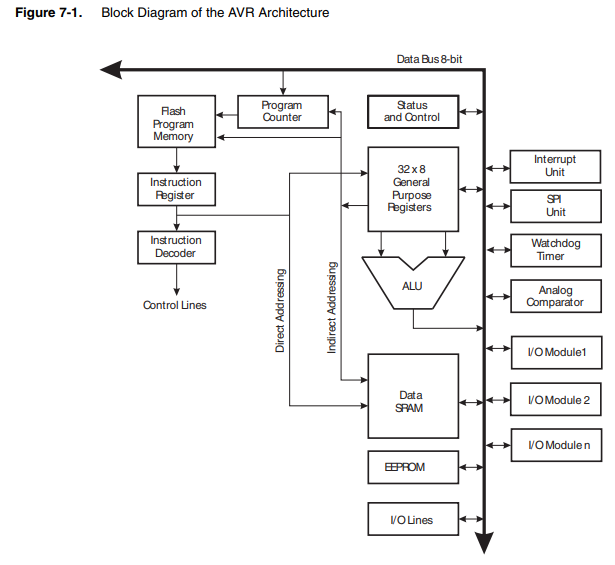 Figure 7-1. Block Diagram of the AVR Architecture
Data Bus 8-bit
Flash
Program
Memory
Program
Counter
Status
and Control
Instruction
Register
32 x 8
General
Purpose
Registers
Interrupt
Unit
SPI
Unit
Instruction
Decoder
Watchdog
Timer
ALU
Analog
Comparator
Control Lines
Direct Addressing
Indirect Addressing
I/O Module1
Data
SRAM
I/O Module 2
I/O Module n
EEPROM
I/O Lines